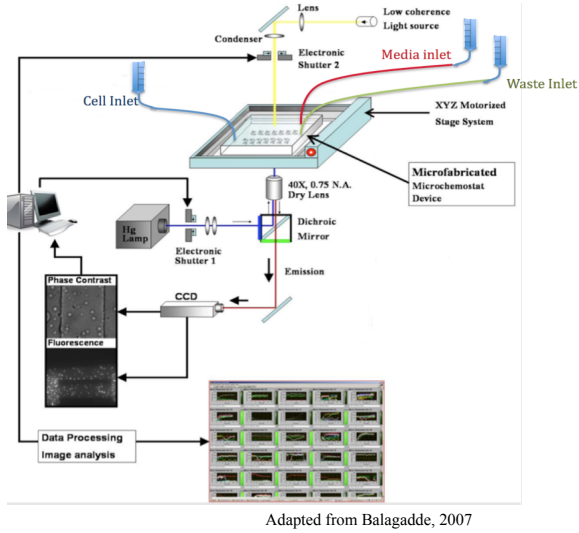 Lens
Low coherence
Light source
Condenser
Electronic
Shutter 2
Media inlet
Cell Inlet
Waste Inlet
XYZ Motorized
Stage System
40X, 0.75 N.A.
Dry Lens
Microfabricated
Microchemostat
Device
Hg
Lamp
Electronic
Shutter 1
Dichroic
Mirror
Emission
Phase Contrast
CCD
Fluorescence
Data Processing
Image analysis
Adapted from Balagadde, 2007